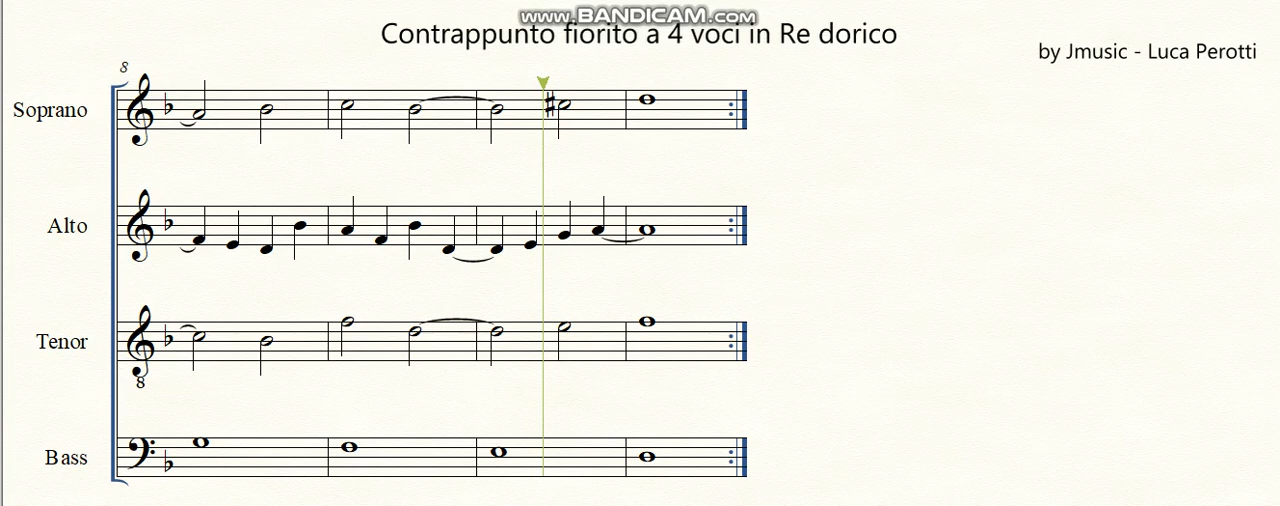 www.BANDICAM.com
Contrappunto fiorito a 4 voci in Re dorico
by Jmusic - Luca Perotti
8
Soprano
Alto
Tenor
8
Bass